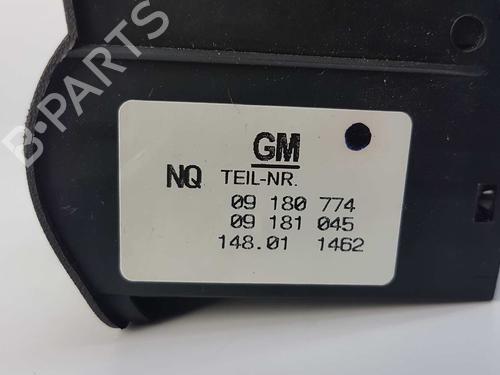 B-PARTS
GM
NQ TEIL-NR.
09 180 774
09 181 045
148.01 1462